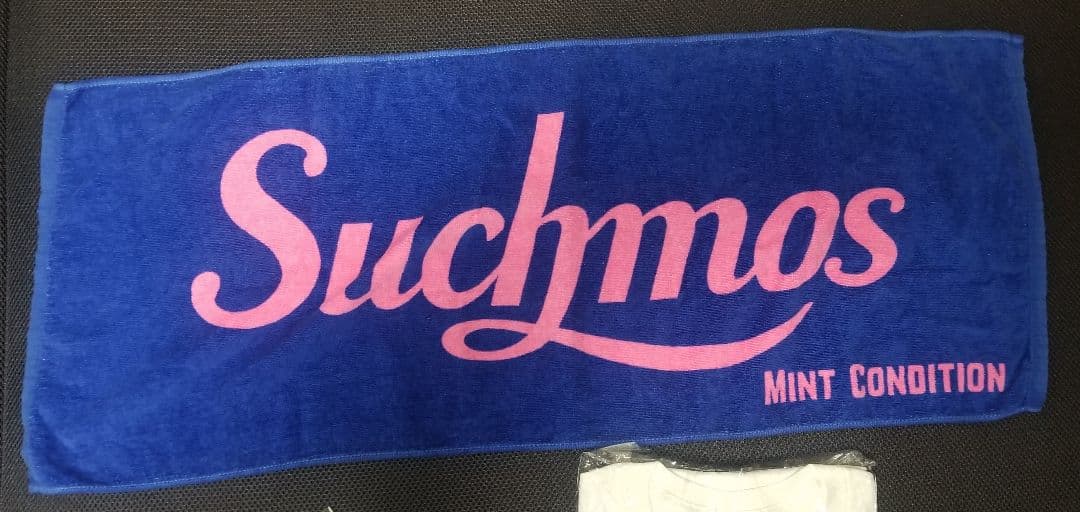 Suchmos
MINT CONDITION